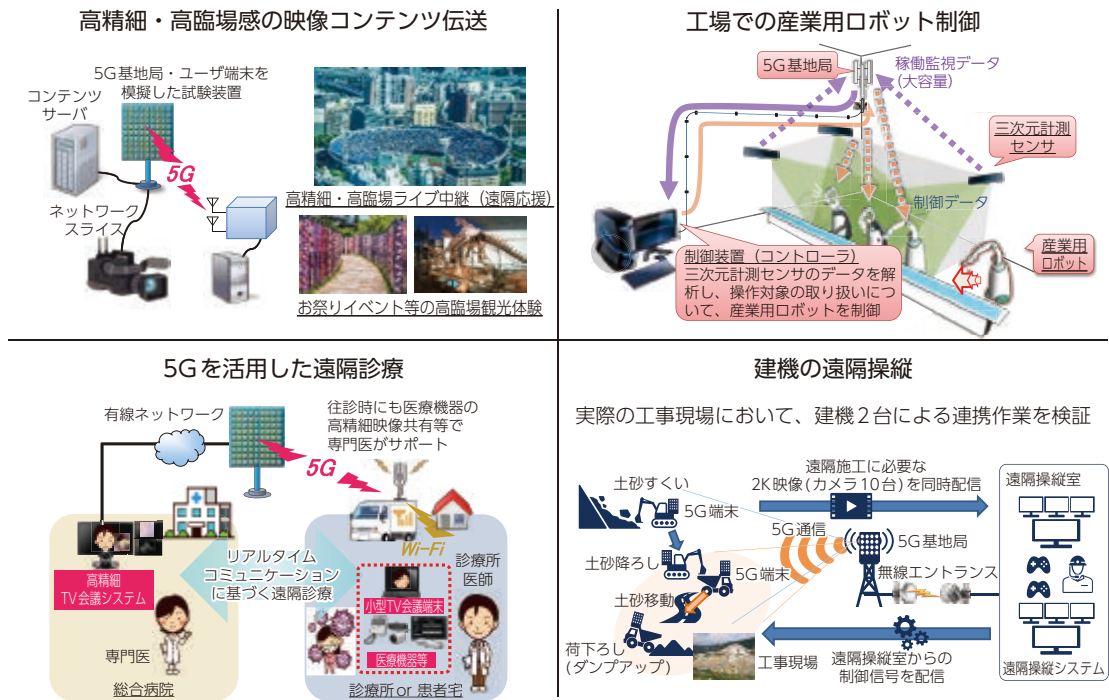 高精細・高臨場感の映像コンテンツ伝送
5G基地局・ユーザ端末を
模擬した試験装置
コンテンツ
サーバ
5G
ネットワーク
スライス
高精細・高臨場ライブ中継（遠隔応援）
お祭りイベント等の高臨場観光体験
工場での産業用ロボット制御
5G基地局
稼働監視データ
（大容量）
三次元計測
センサ
制御データ
産業用
ロボット
制御装置（コントローラ）
三次元計測センサのデータを解
析し、操作対象の取り扱いにつ
いて、産業用ロボットを制御
5Gを活用した遠隔診療
有線ネットワーク
往診時にも医療機器の
高精細映像共有等で
専門医がサポート
5G
Wi-Fi
高精細
TV会議システム
リアルタイム
コミュニケーション
に基づく遠隔診療
診療所
医師
小型TV会議端末
医療機器等
専門医
総合病院
診療所or 患者宅
建機の遠隔操縦
実際の工事現場において、建機２台による連携作業を検証
土砂すくい
5G端末
遠隔施工に必要な
2K映像(カメラ10台)を同時配信
遠隔操縦室
5G通信
5G基地局
土砂降ろし
5G端末
無線エントランス
土砂移動
荷下ろし
(ダンプアップ)
工事現場
遠隔操縦室からの
制御信号を配信
遠隔操縦システム